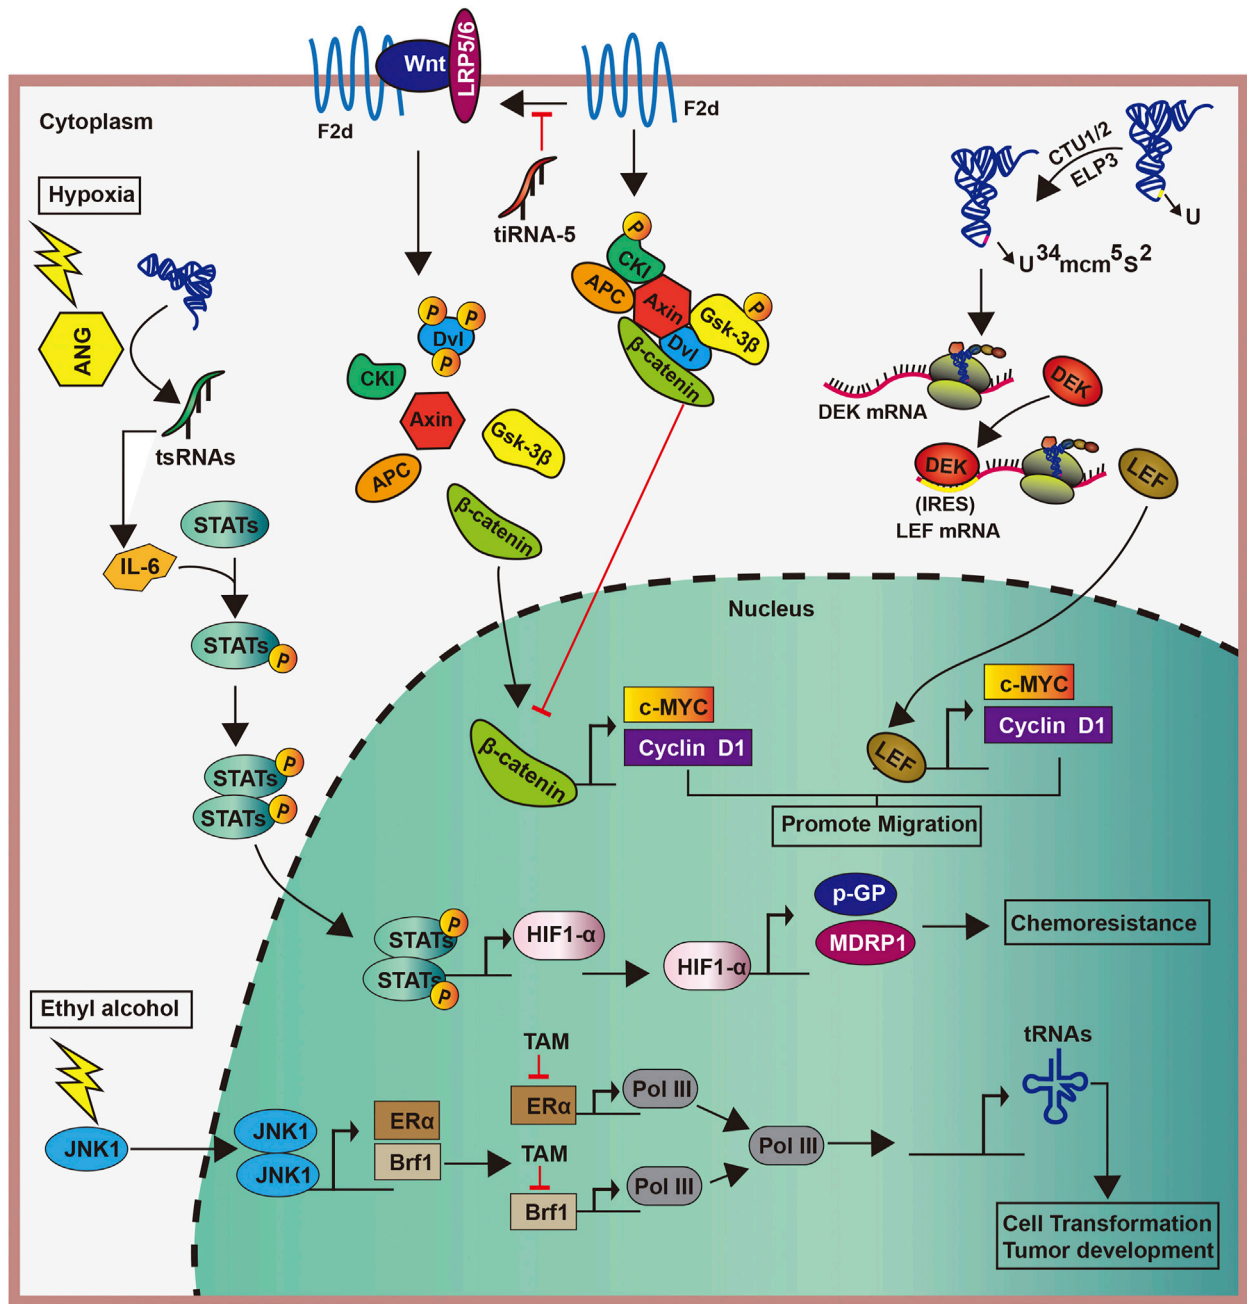 Wnt
LRP5/6
F2d
F2d
Cytoplasm
Hypoxia
ANG
tsRNAs
IL-6
STATs
STATs
P
STATs
P
STATs
P
tiRNA-5
P
P
Dvl
P
CKI
Axin
Gsk-3β
APC
β-catenin
P
CKI
APC
Axin
P
Gsk-3β
Dvl
β-catenin
CTU1/2
ELP3
U
U34mcm5S2
DEK mRNA
DEK
DEK
(IRES)
LEF mRNA
LEF
Nucleus
β-catenin
c-MYC
Cyclin D1
LEF
c-MYC
Cyclin D1
Promote Migration
STATs
P
STATs
P
HIF1-α
HIF1-α
p-GP
MDRP1
Chemoresistance
Ethyl alcohol
JNK1
JNK1
JNK1
ERα
Brf1
TAM
ERα
Pol III
TAM
Brf1
Pol III
Pol III
tRNAs
Cell Transformation
Tumor development